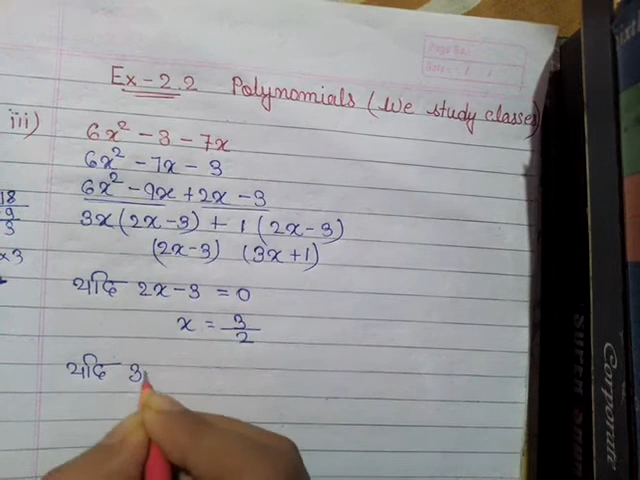 Ex-2.2 Polynomials (We study classes)
iii) 6x² - 3 - 7x
6x² - 7x - 3
6x² - 9x + 2x - 3
3x(2x-3) + 1(2x-3)
(2x-3) (3x+1)
यदि 2x-3 = 0
x = 3/2
यदि 3
18
9
3
x3
Corporate